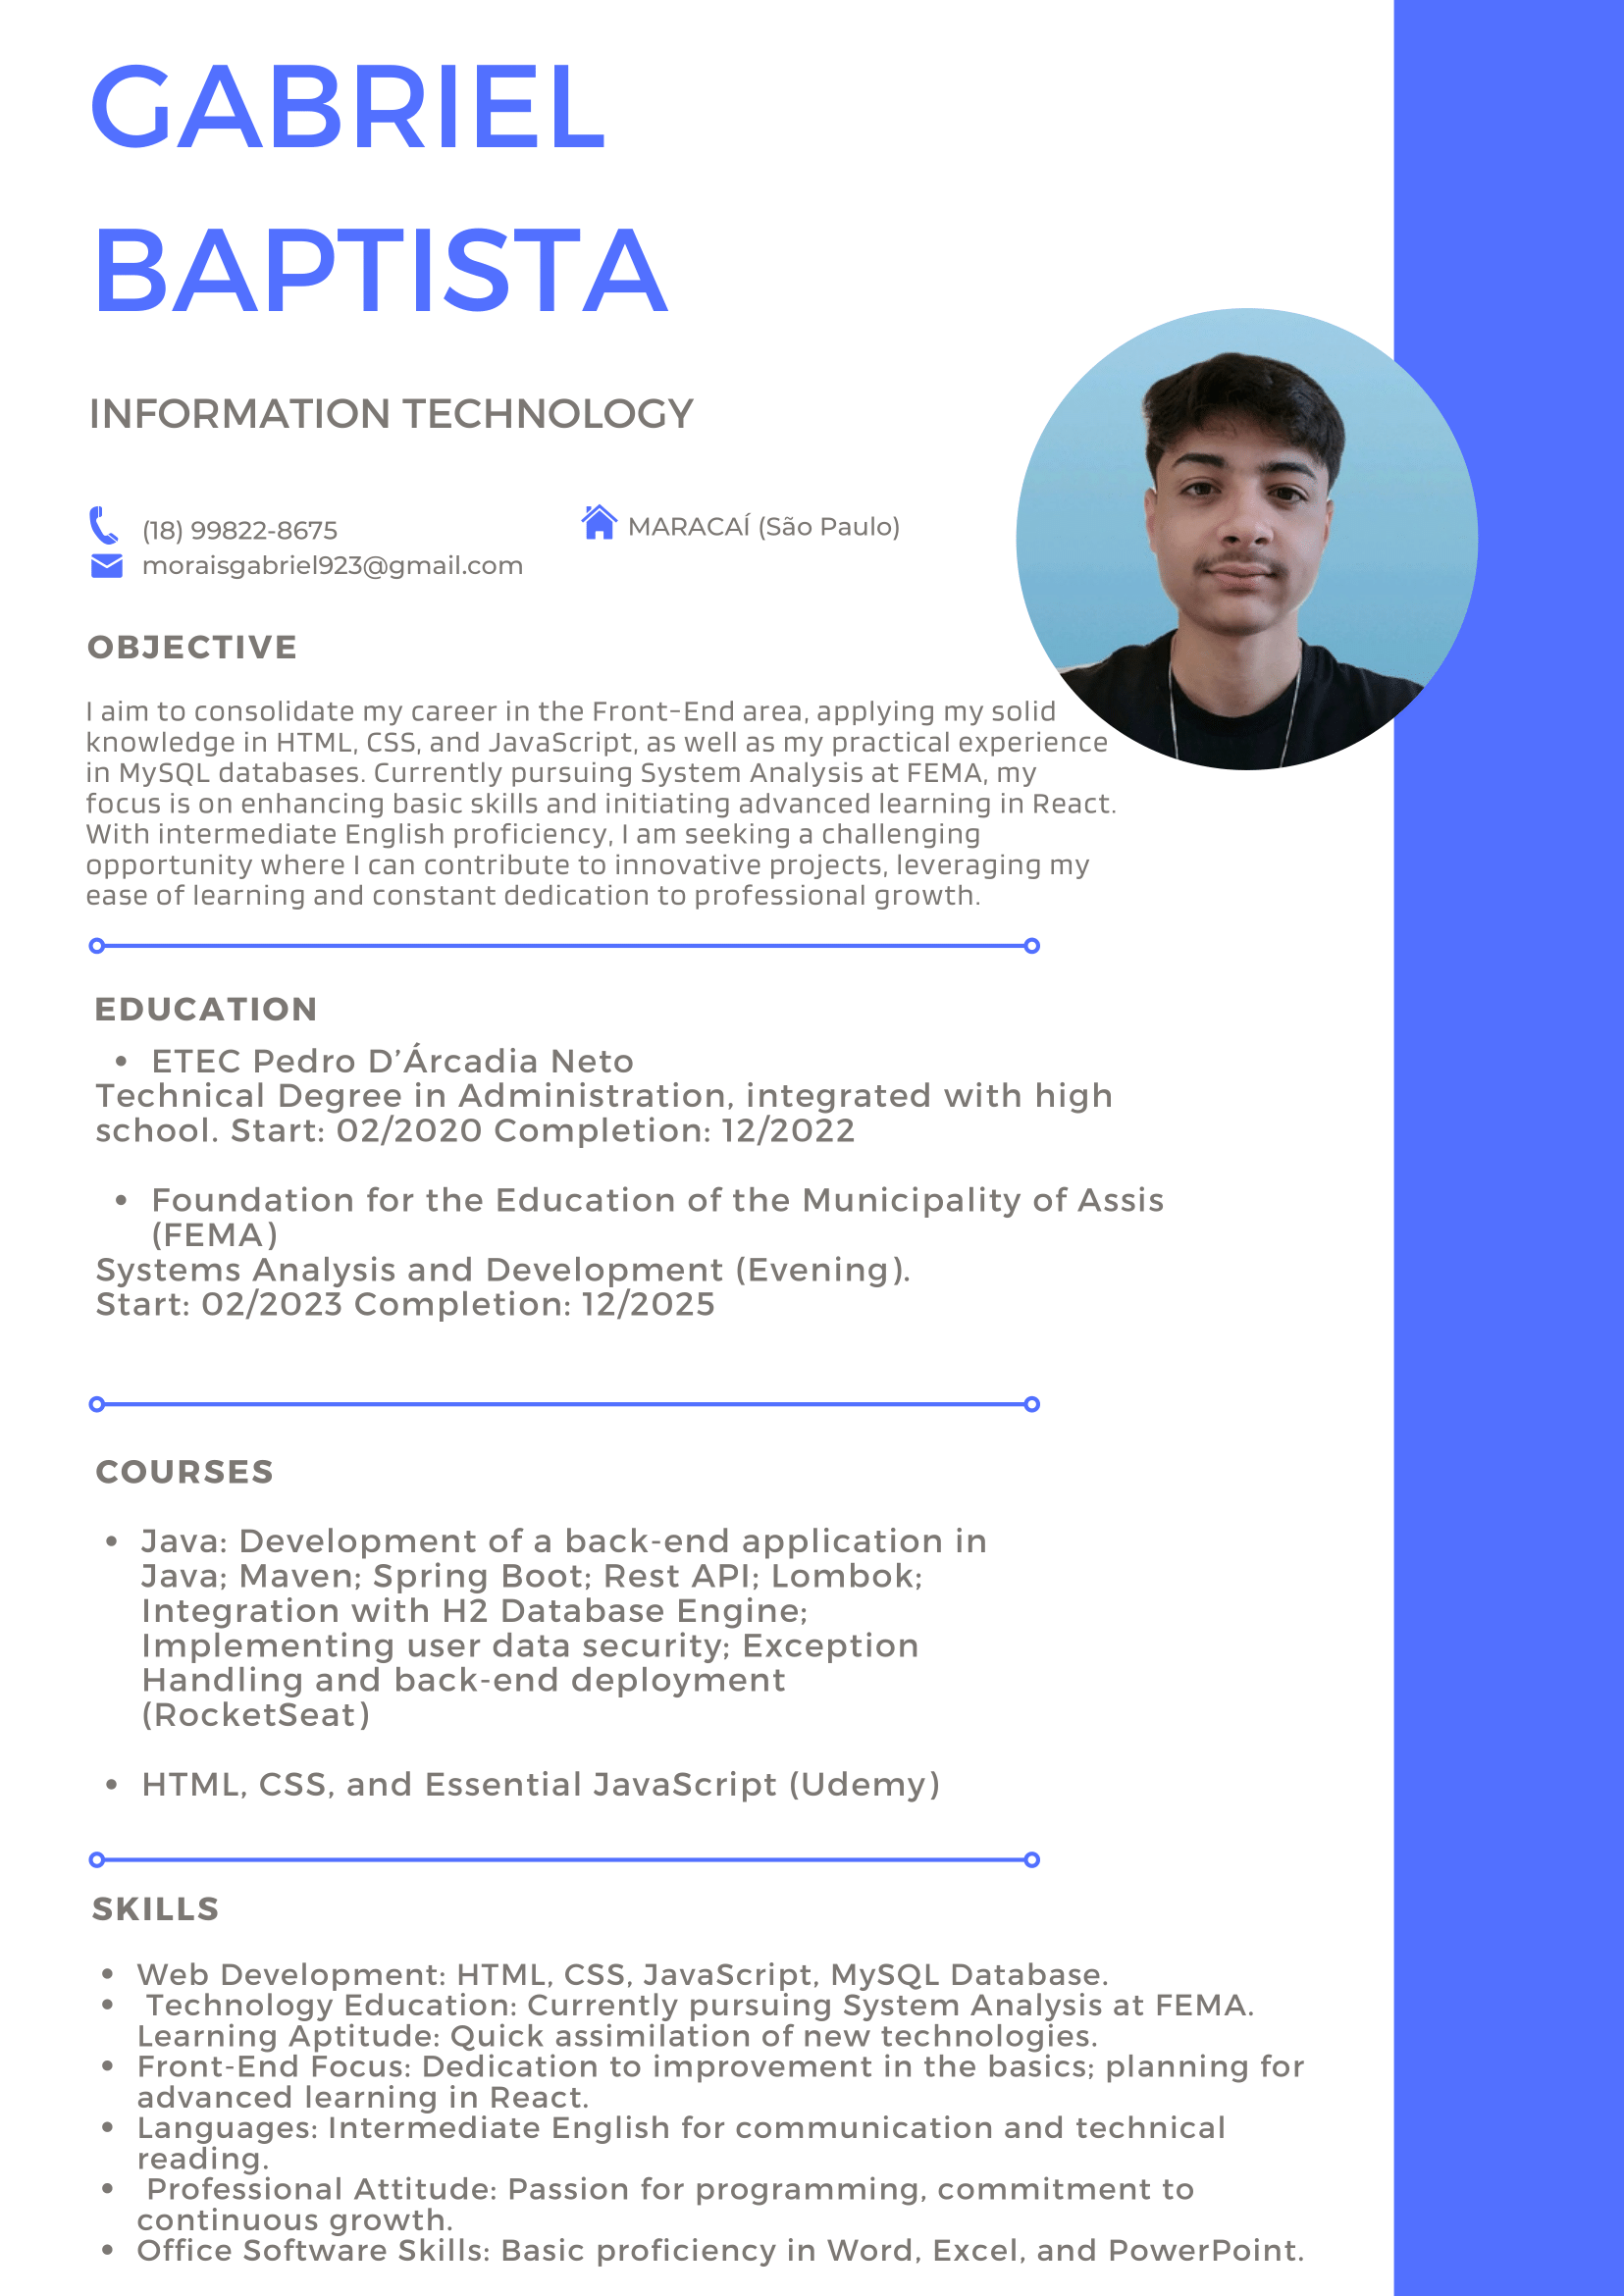 GABRIEL
BAPTISTA
INFORMATION TECHNOLOGY
(18) 99822-8675
MARACAÍ (São Paulo)
moraisgabriel923@gmail.com
OBJECTIVE
I aim to consolidate my career in the Front-End area, applying my solid
knowledge in HTML, CSS, and JavaScript, as well as my practical experience
in MySQL databases. Currently pursuing System Analysis at FEMA, my
focus is on enhancing basic skills and initiating advanced learning in React.
With intermediate English proficiency, I am seeking a challenging
opportunity where I can contribute to innovative projects, leveraging my
ease of learning and constant dedication to professional growth.
EDUCATION
• ETEC Pedro D’Árcadia Neto
Technical Degree in Administration, integrated with high
school. Start: 02/2020 Completion: 12/2022
• Foundation for the Education of the Municipality of Assis
(FEMA)
Systems Analysis and Development (Evening).
Start: 02/2023 Completion: 12/2025
COURSES
• Java: Development of a back-end application in
Java; Maven; Spring Boot; Rest API; Lombok;
Integration with H2 Database Engine;
Implementing user data security; Exception
Handling and back-end deployment
(RocketSeat)
• HTML, CSS, and Essential JavaScript (Udemy)
SKILLS
• Web Development: HTML, CSS, JavaScript, MySQL Database.
• Technology Education: Currently pursuing System Analysis at FEMA.
Learning Aptitude: Quick assimilation of new technologies.
• Front-End Focus: Dedication to improvement in the basics; planning for
advanced learning in React.
• Languages: Intermediate English for communication and technical
reading.
• Professional Attitude: Passion for programming, commitment to
continuous growth.
• Office Software Skills: Basic proficiency in Word, Excel, and PowerPoint.